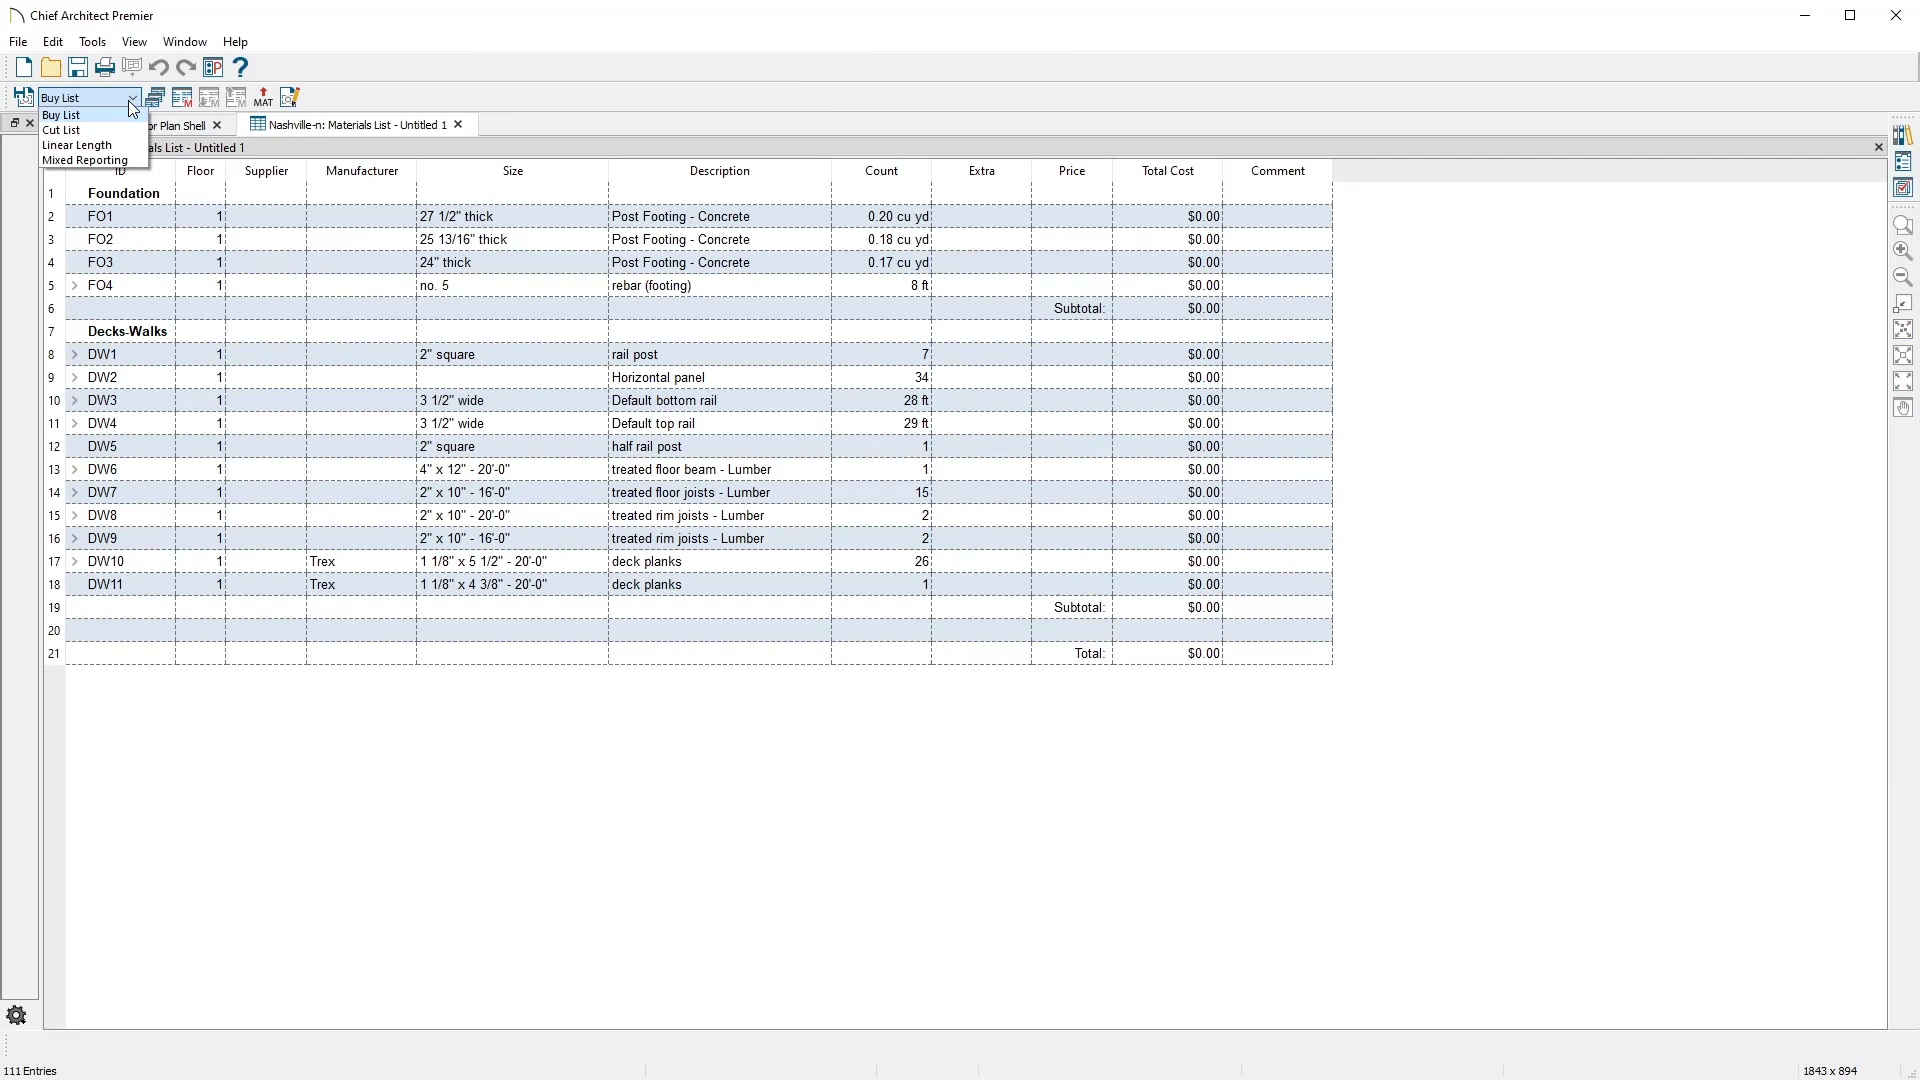 Chief Architect Premier
File Edit Tools View Window Help
Buy List
MAT
Buy List
Cut List
Linear Length
Mixed Reporting
or Plan Shell
Nashville-n: Materials List - Untitled 1
als List - Untitled 1
ID Floor Supplier Manufacturer Size Description Count Extra Price Total Cost Comment
1 Foundation
2 FO1 1 27 1/2" thick Post Footing - Concrete 0.20 cu yd $0.00
3 FO2 1 25 13/16" thick Post Footing - Concrete 0.18 cu yd $0.00
4 FO3 1 24" thick Post Footing - Concrete 0.17 cu yd $0.00
5 FO4 1 no. 5 rebar (footing) 8 ft $0.00
6 Subtotal: $0.00
7 Decks-Walks
8 DW1 1 2" square rail post 7 $0.00
9 DW2 1 Horizontal panel 34 $0.00
10 DW3 1 3 1/2" wide Default bottom rail 28 ft $0.00
11 DW4 1 3 1/2" wide Default top rail 29 ft $0.00
12 DW5 1 2" square half rail post 1 $0.00
13 DW6 1 4" x 12" - 20'-0" treated floor beam - Lumber 1 $0.00
14 DW7 1 2" x 10" - 16'-0" treated floor joists - Lumber 15 $0.00
15 DW8 1 2" x 10" - 20'-0" treated rim joists - Lumber 2 $0.00
16 DW9 1 2" x 10" - 16'-0" treated rim joists - Lumber 2 $0.00
17 DW10 1 Trex 1 1/8" x 5 1/2" - 20'-0" deck planks 26 $0.00
18 DW11 1 Trex 1 1/8" x 4 3/8" - 20'-0" deck planks 1 $0.00
19 Subtotal: $0.00
20
21 Total: $0.00
111 Entries 1843 x 894